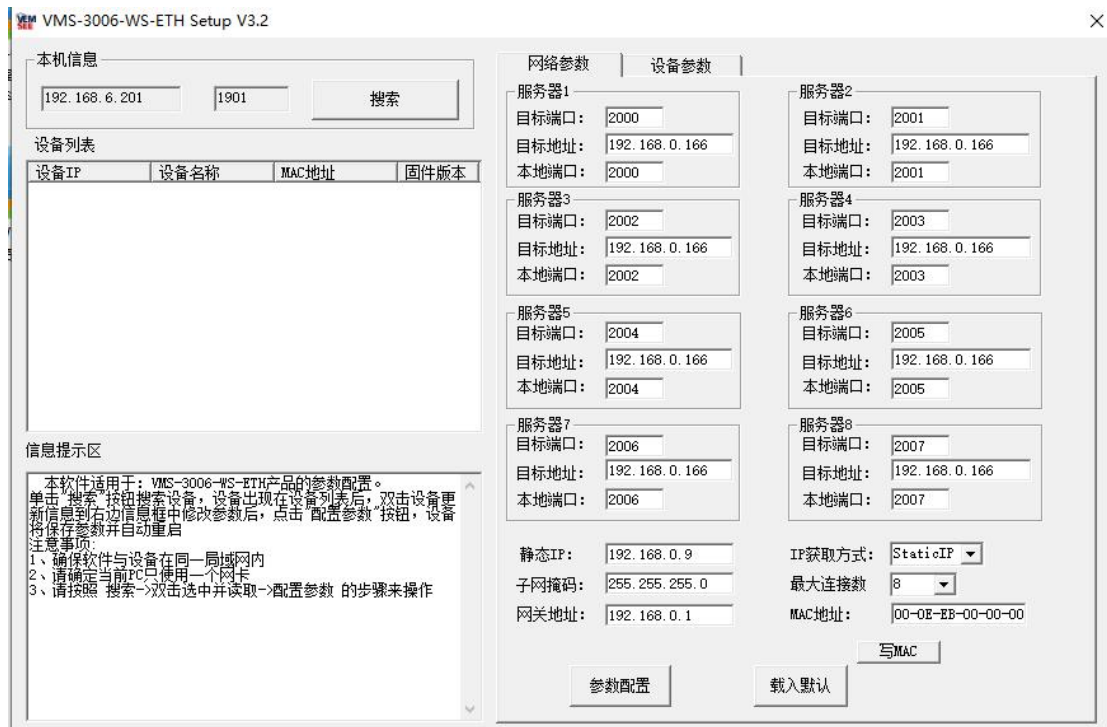 VEM SEE VMS-3006-WS-ETH Setup V3.2
本机信息
192.168.6.201 1901 搜索
设备列表
设备IP 设备名称 MAC地址 固件版本
信息提示区
本软件适用于: VMS-3006-WS-ETH产品的参数配置。
单击"搜索"按钮搜索设备，设备出现在设备列表后，双击设备更
新信息到右边信息框中修改参数后，点击"配置参数"按钮，设备
将保存参数并自动重启
注意事项:
1、确保软件与设备在同一局域网内
2、请确定当前PC只使用一个网卡
3、请按照 搜索->双击选中并读取->配置参数 的步骤来操作
网络参数 设备参数
服务器1
目标端口: 2000
目标地址: 192.168.0.166
本地端口: 2000
服务器2
目标端口: 2001
目标地址: 192.168.0.166
本地端口: 2001
服务器3
目标端口: 2002
目标地址: 192.168.0.166
本地端口: 2002
服务器4
目标端口: 2003
目标地址: 192.168.0.166
本地端口: 2003
服务器5
目标端口: 2004
目标地址: 192.168.0.166
本地端口: 2004
服务器6
目标端口: 2005
目标地址: 192.168.0.166
本地端口: 2005
服务器7
目标端口: 2006
目标地址: 192.168.0.166
本地端口: 2006
服务器8
目标端口: 2007
目标地址: 192.168.0.166
本地端口: 2007
静态IP: 192.168.0.9 IP获取方式: StaticIP
子网掩码: 255.255.255.0 最大连接数 8
网关地址: 192.168.0.1 MAC地址: 00-0E-EB-00-00-00
写MAC
参数配置 载入默认